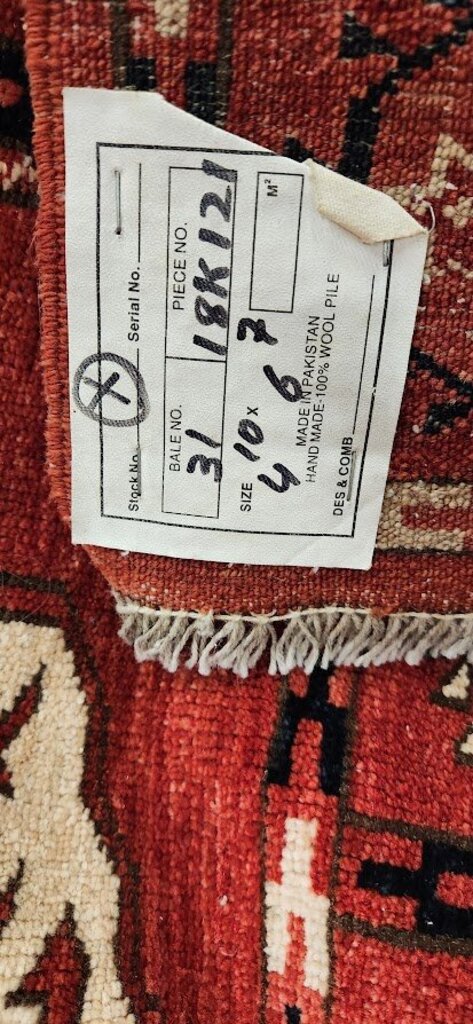 Stock No. Serial No.
X
BALE NO. PIECE NO.
31 18K121
SIZE 4 10 x 6 7 M²
MADE IN PAKISTAN
HAND MADE-100% WOOL PILE
DES & COMB